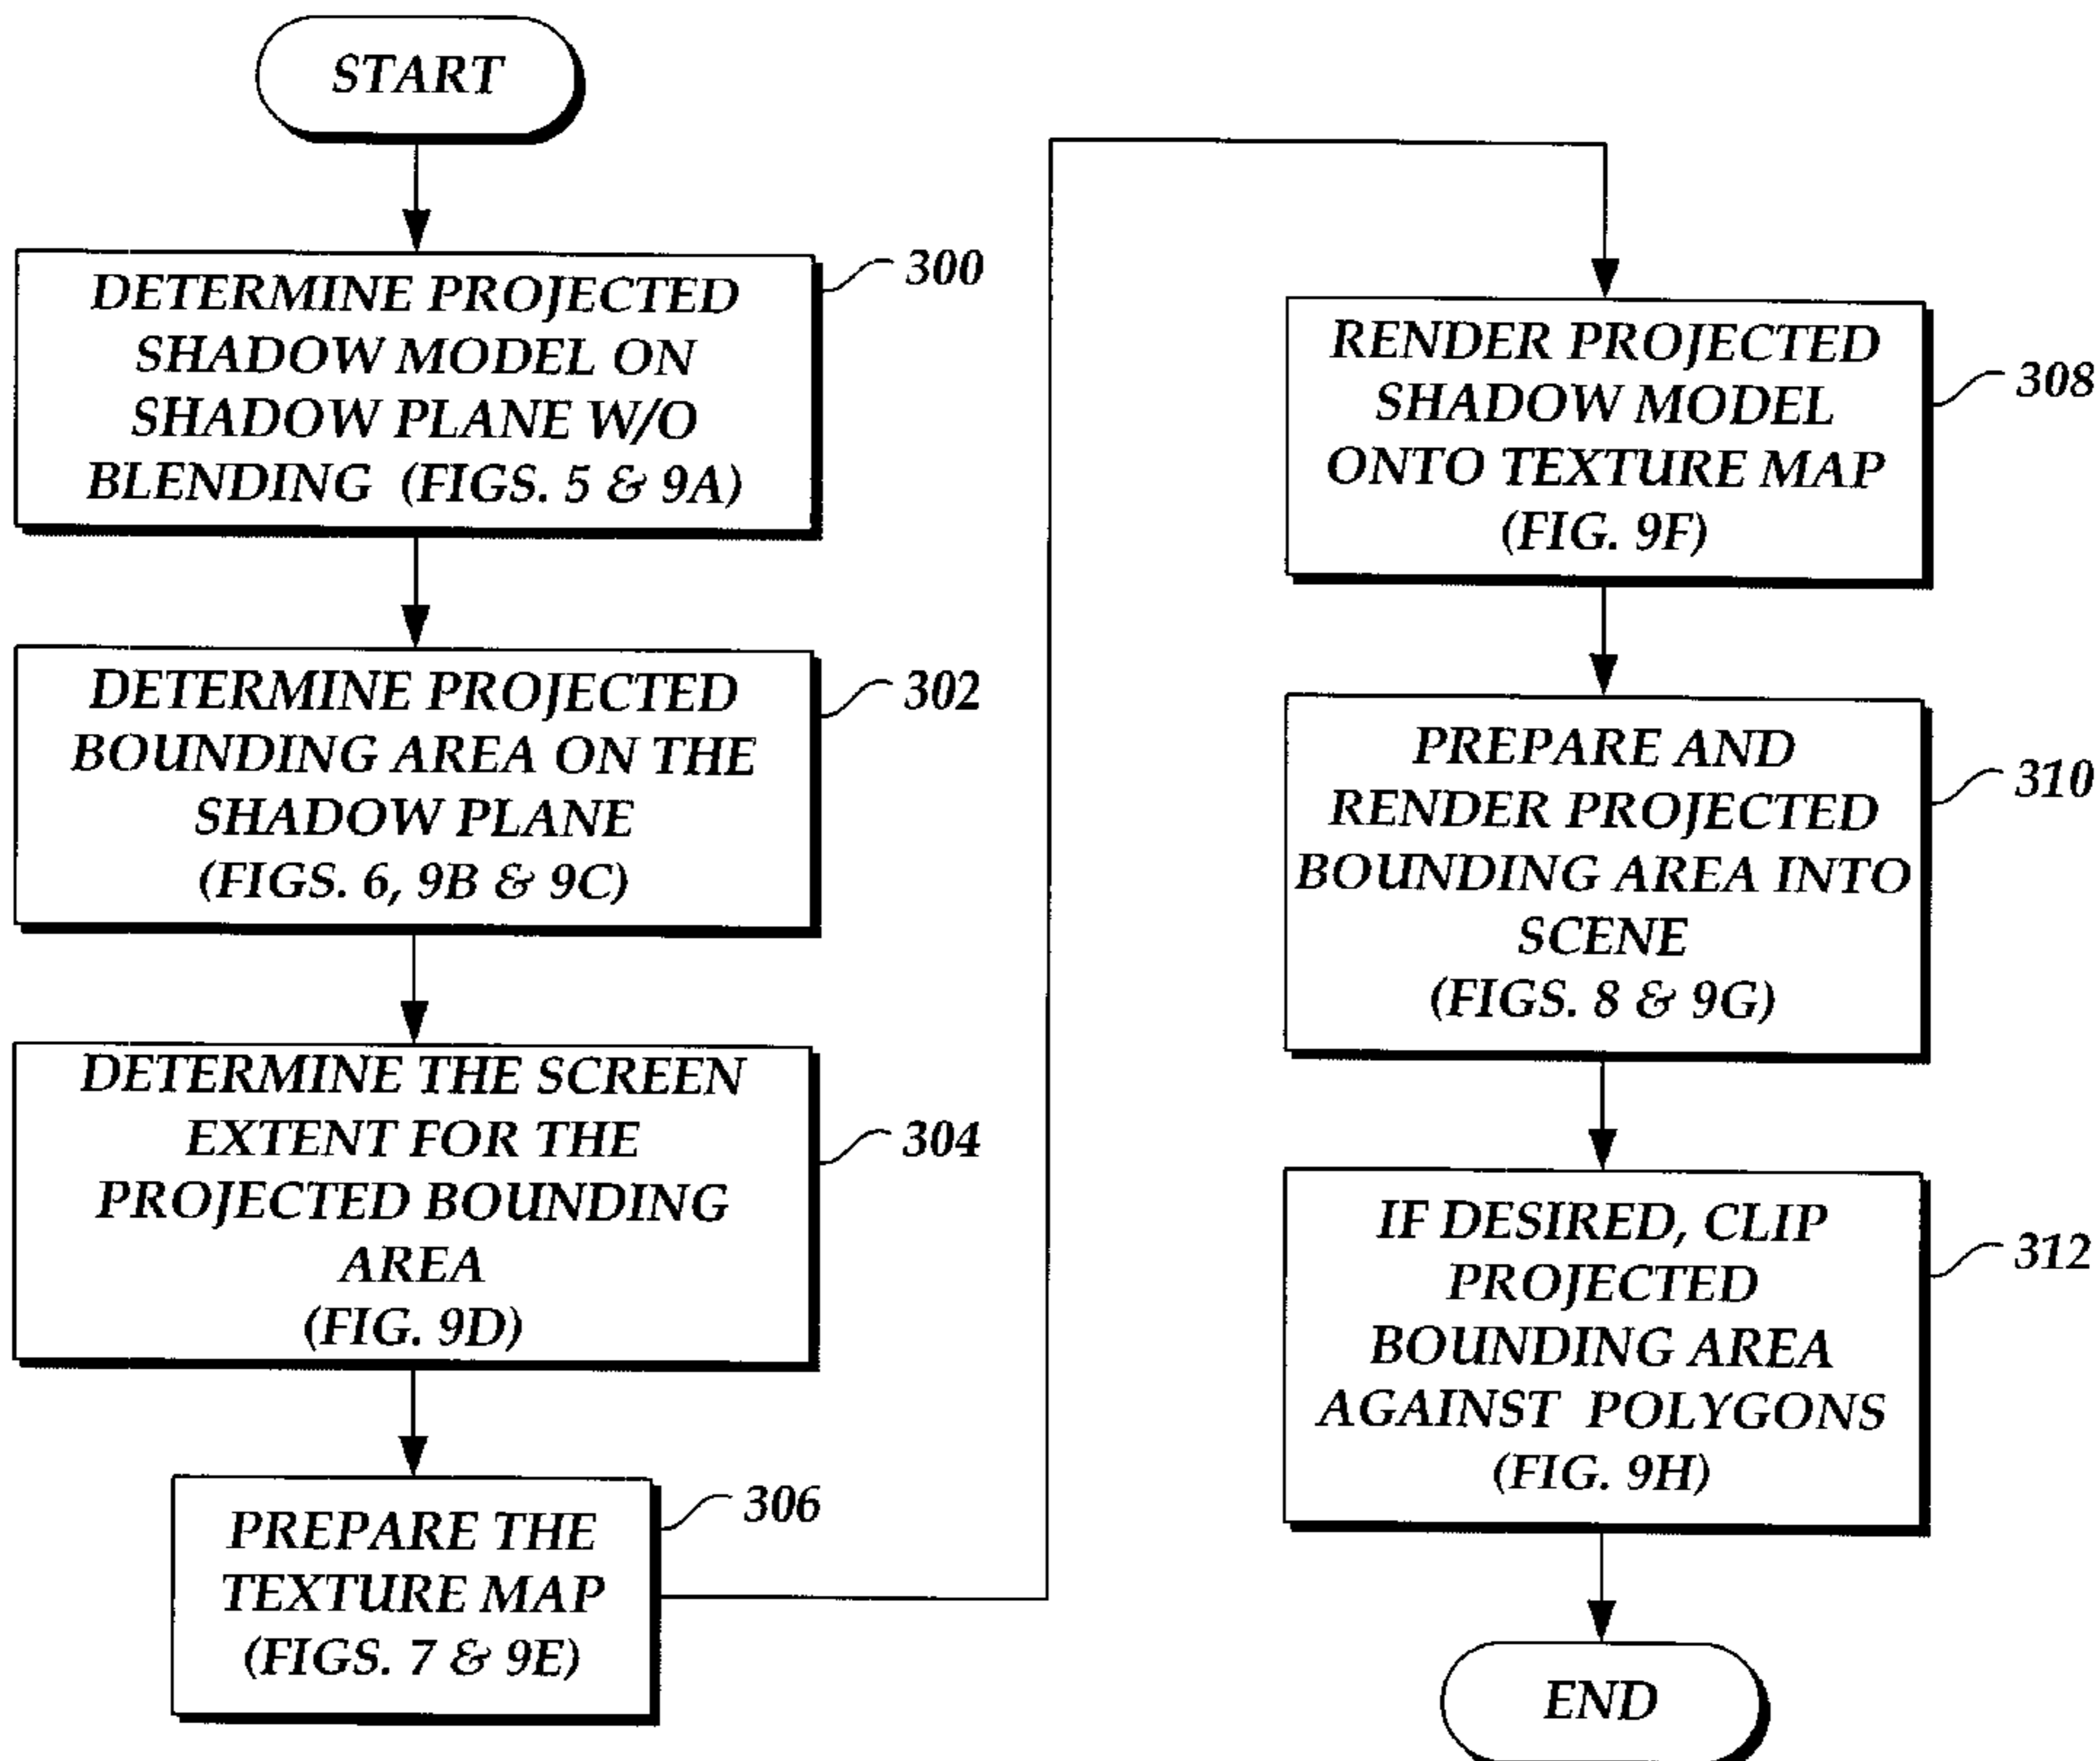 START
DETERMINE PROJECTED
SHADOW MODEL ON
SHADOW PLANE W/O
BLENDING (FIGS. 5 & 9A)
300
DETERMINE PROJECTED
BOUNDING AREA ON THE
SHADOW PLANE
(FIGS. 6, 9B & 9C)
302
DETERMINE THE SCREEN
EXTENT FOR THE
PROJECTED BOUNDING
AREA
(FIG. 9D)
304
PREPARE THE
TEXTURE MAP
(FIGS. 7 & 9E)
306
RENDER PROJECTED
SHADOW MODEL
ONTO TEXTURE MAP
(FIG. 9F)
308
PREPARE AND
RENDER PROJECTED
BOUNDING AREA INTO
SCENE
(FIGS. 8 & 9G)
310
IF DESIRED, CLIP
PROJECTED
BOUNDING AREA
AGAINST POLYGONS
(FIG. 9H)
312
END